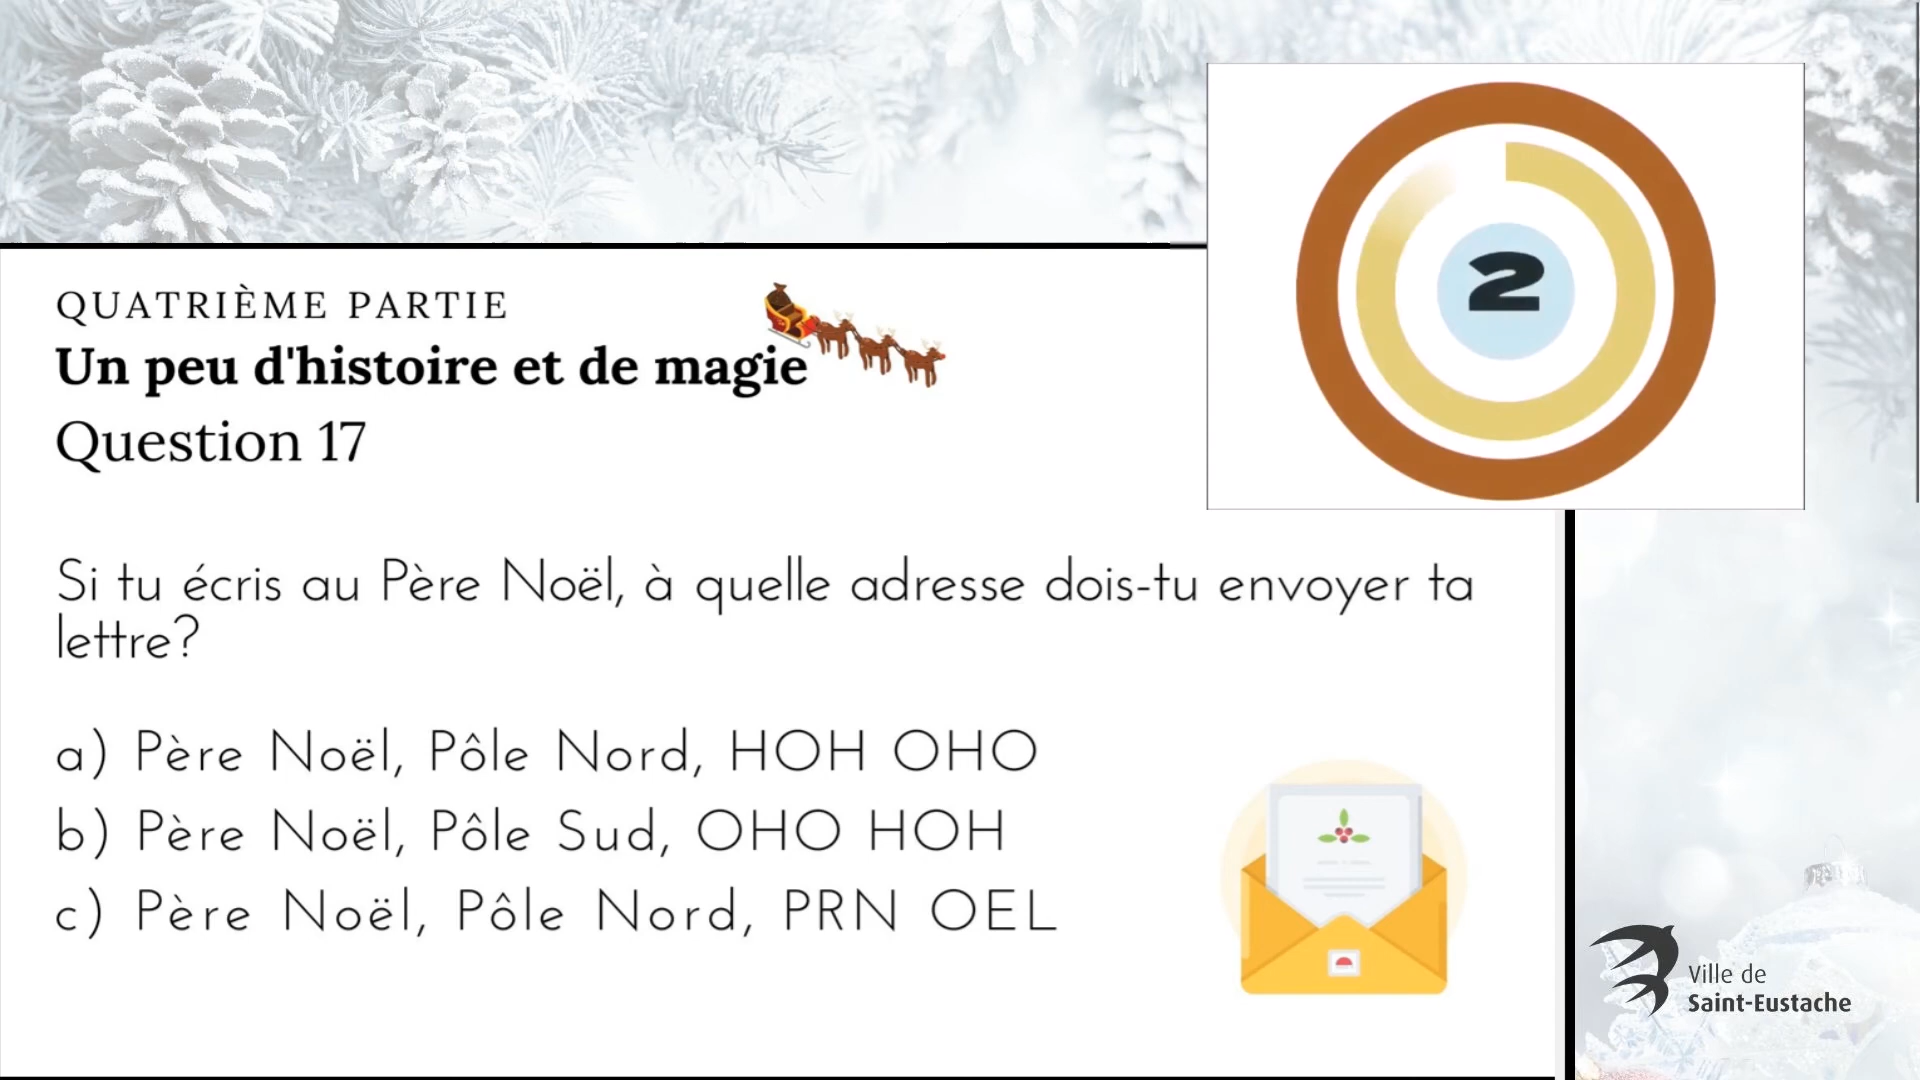 QUATRIÈME PARTIE
Un peu d'histoire et de magie
Question 17
2
Si tu écris au Père Noël, à quelle adresse dois-tu envoyer ta
lettre?
a) Père Noël, Pôle Nord, HOH OHO
b) Père Noël, Pôle Sud, OHO HOH
c) Père Noël, Pôle Nord, PRN OEL
Ville de
Saint-Eustache